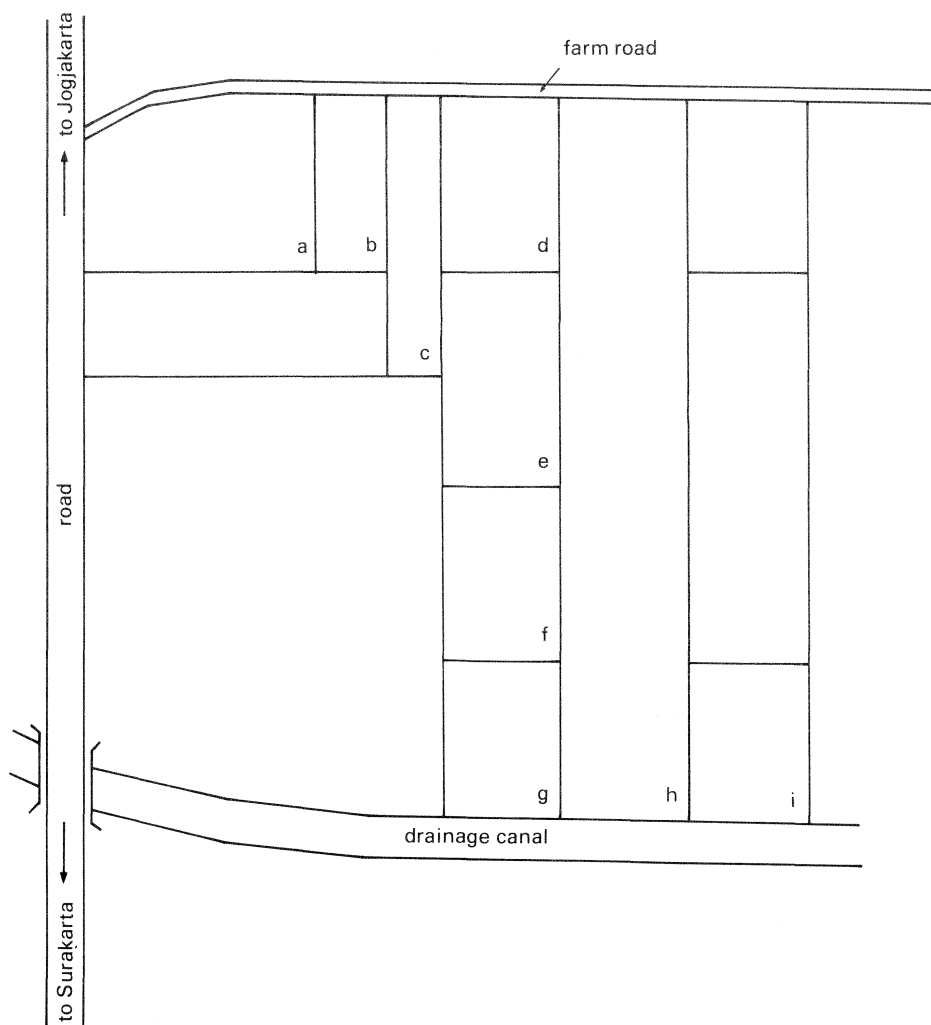 farm road
to Jogjakarta
a
b
d
c
e
road
f
g
h
i
drainage canal
to Surakarta